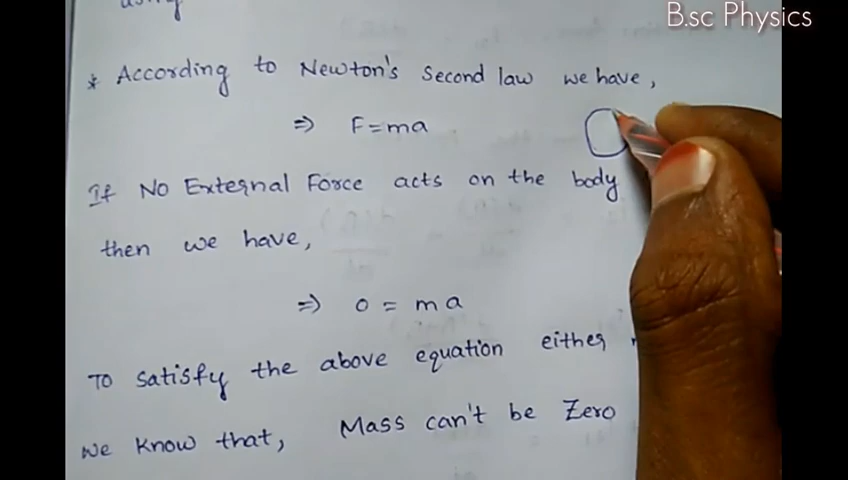 B.sc Physics
using
* According to Newton's Second law we have,
⇒ F=ma
If No External Force acts on the body
then we have,
⇒ 0 = ma
To satisfy the above equation either
we know that, Mass can't be Zero